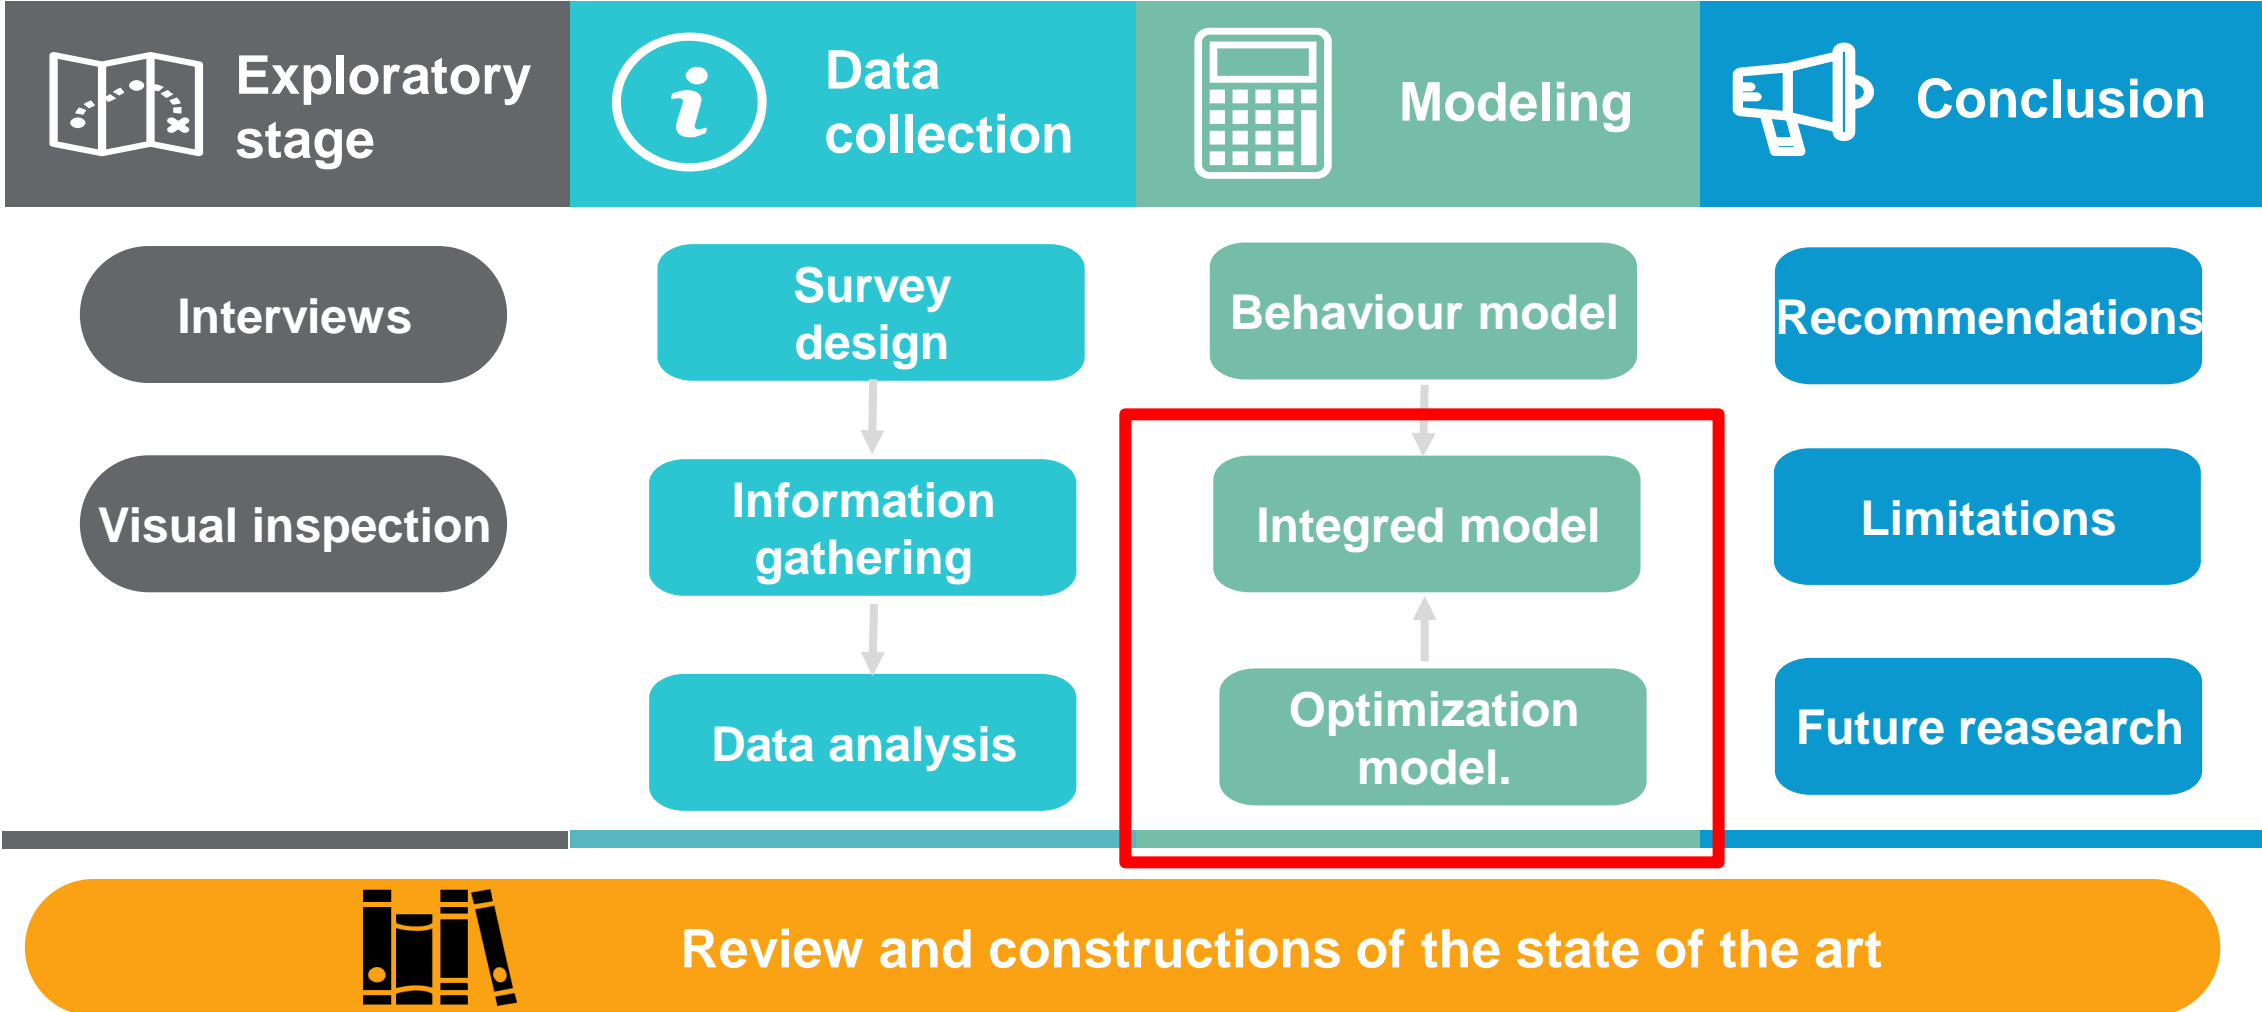 Exploratory
stage
Data
collection
Modeling
Conclusion
Interviews
Visual inspection
Survey
design
Information
gathering
Data analysis
Behaviour model
Integred model
Optimization
model.
Recommendations
Limitations
Future reasearch
Review and constructions of the state of the art